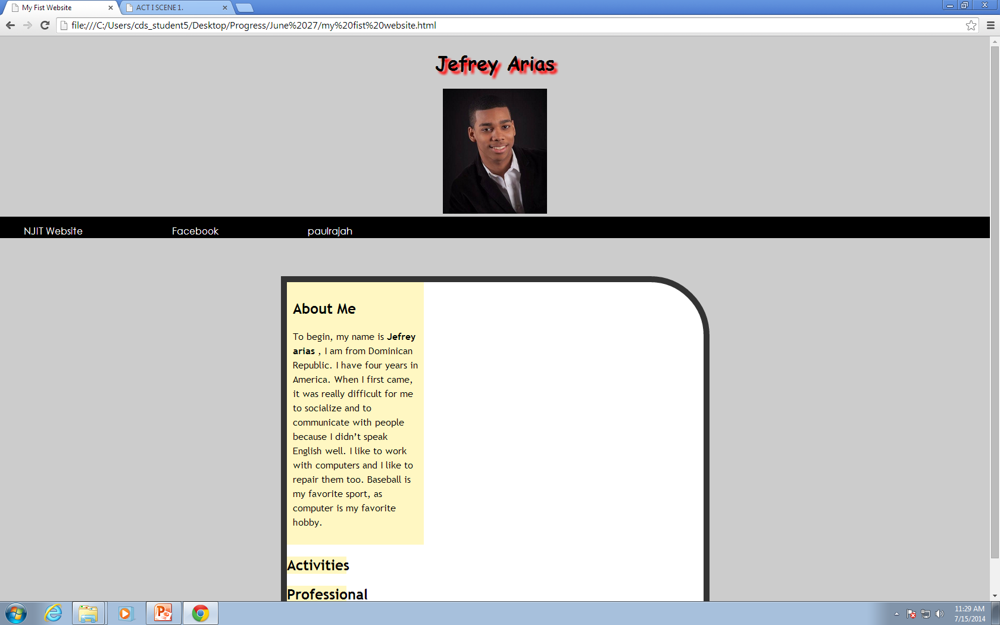 My Fist Website
ACT I SCENE 1.
file:///C:/Users/cds_student5/Desktop/Progress/June%2027/my%20fist%20website.html
Jefrey Arias
NJIT Website
Facebook
paulrajah
About Me
To begin, my name is Jefrey
arias , I am from Dominican
Republic. I have four years in
America. When I first came,
it was really difficult for me
to socialize and to
communicate with people
because I didn’t speak
English well. I like to work
with computers and I like to
repair them too. Baseball is
my favorite sport, as
computer is my favorite
hobby.
Activities
Professional
11:29 AM
7/15/2014